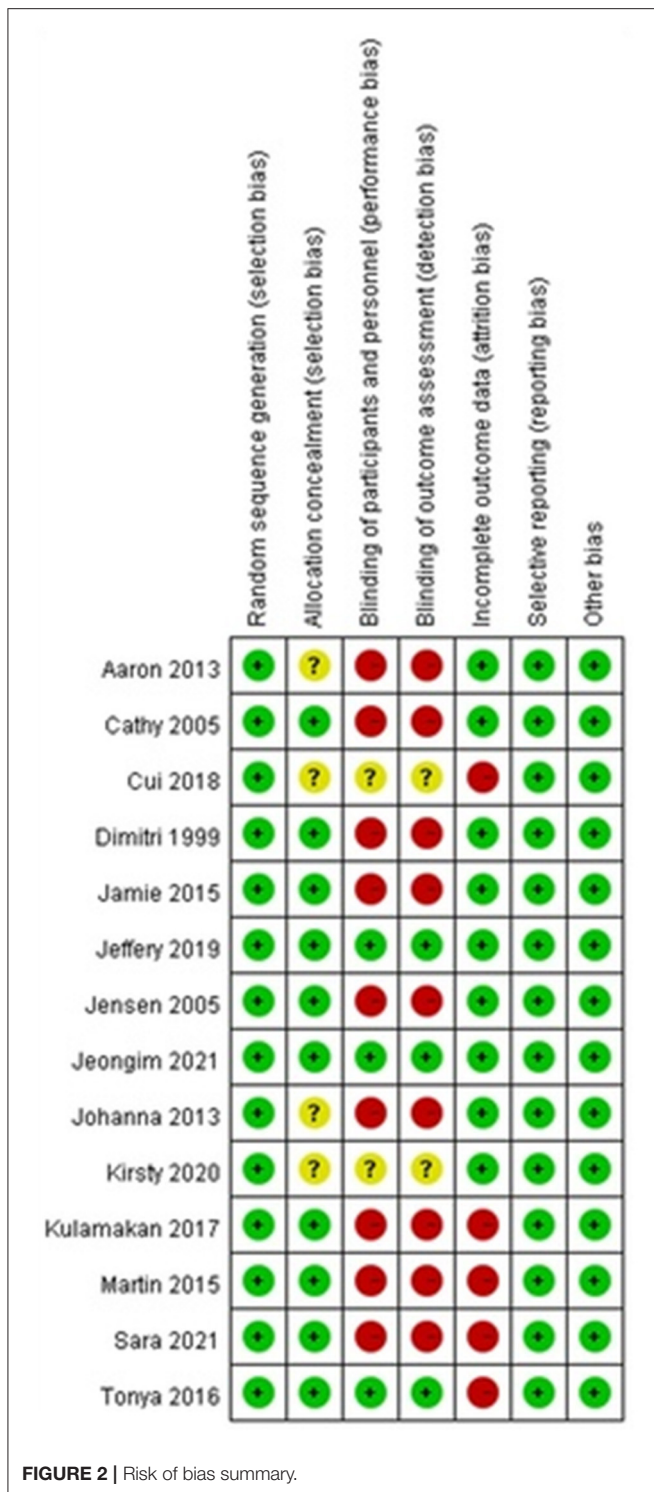 Random sequence generation (selection bias)
Allocation concealment (selection bias)
Blinding of participants and personnel (performance bias)
Blinding of outcome assessment (detection bias)
Incomplete outcome data (attrition bias)
Selective reporting (reporting bias)
Other bias
Aaron 2013 + ? - - + + +
Cathy 2005 + + - - + + +
Cui 2018 + ? ? ? - + +
Dimitri 1999 + + - - + + +
Jamie 2015 + + - - + + +
Jeffery 2019 + + + + + + +
Jensen 2005 + + - - + + +
Jeongim 2021 + + + + + + +
Johanna 2013 + ? - - + + +
Kirsty 2020 + ? ? ? + + +
Kulamakan 2017 + + - - - + +
Martin 2015 + + - - - + +
Sara 2021 + + - - - + +
Tonya 2016 + + + + - + +
FIGURE 2 | Risk of bias summary.